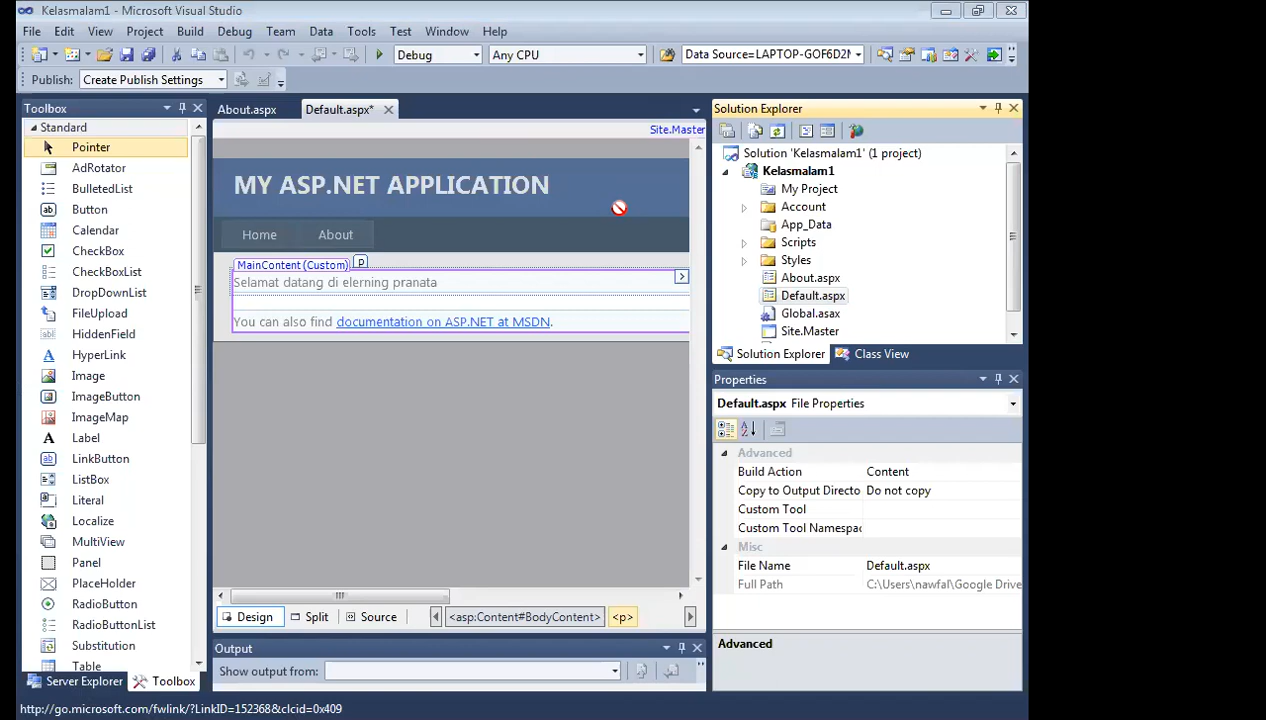 Kelasmalam1 - Microsoft Visual Studio
File Edit View Project Build Debug Team Data Tools Test Window Help
Debug Any CPU Data Source=LAPTOP-GOF6D2N
Publish: Create Publish Settings
Toolbox
Standard
Pointer
AdRotator
BulletedList
Button
Calendar
CheckBox
CheckBoxList
DropDownList
FileUpload
HiddenField
HyperLink
Image
ImageButton
ImageMap
Label
LinkButton
ListBox
Literal
Localize
MultiView
Panel
PlaceHolder
RadioButton
RadioButtonList
Substitution
Table
Server Explorer Toolbox
About.aspx Default.aspx*
Site.Master
MY ASP.NET APPLICATION
Home About
MainContent (Custom) p
Selamat datang di elerning pranata
You can also find documentation on ASP.NET at MSDN.
Design Split Source <asp:Content#BodyContent> <p>
Output
Show output from:
Solution Explorer
Solution 'Kelasmalam1' (1 project)
Kelasmalam1
My Project
Account
App_Data
Scripts
Styles
About.aspx
Default.aspx
Global.asax
Site.Master
Solution Explorer Class View
Properties
Default.aspx File Properties
Advanced
Build Action Content
Copy to Output Directo Do not copy
Custom Tool
Custom Tool Namespac
Misc
File Name Default.aspx
Full Path C:\Users\nawfal\Google Drive
Advanced
http://go.microsoft.com/fwlink/?LinkID=152368&clcid=0x409